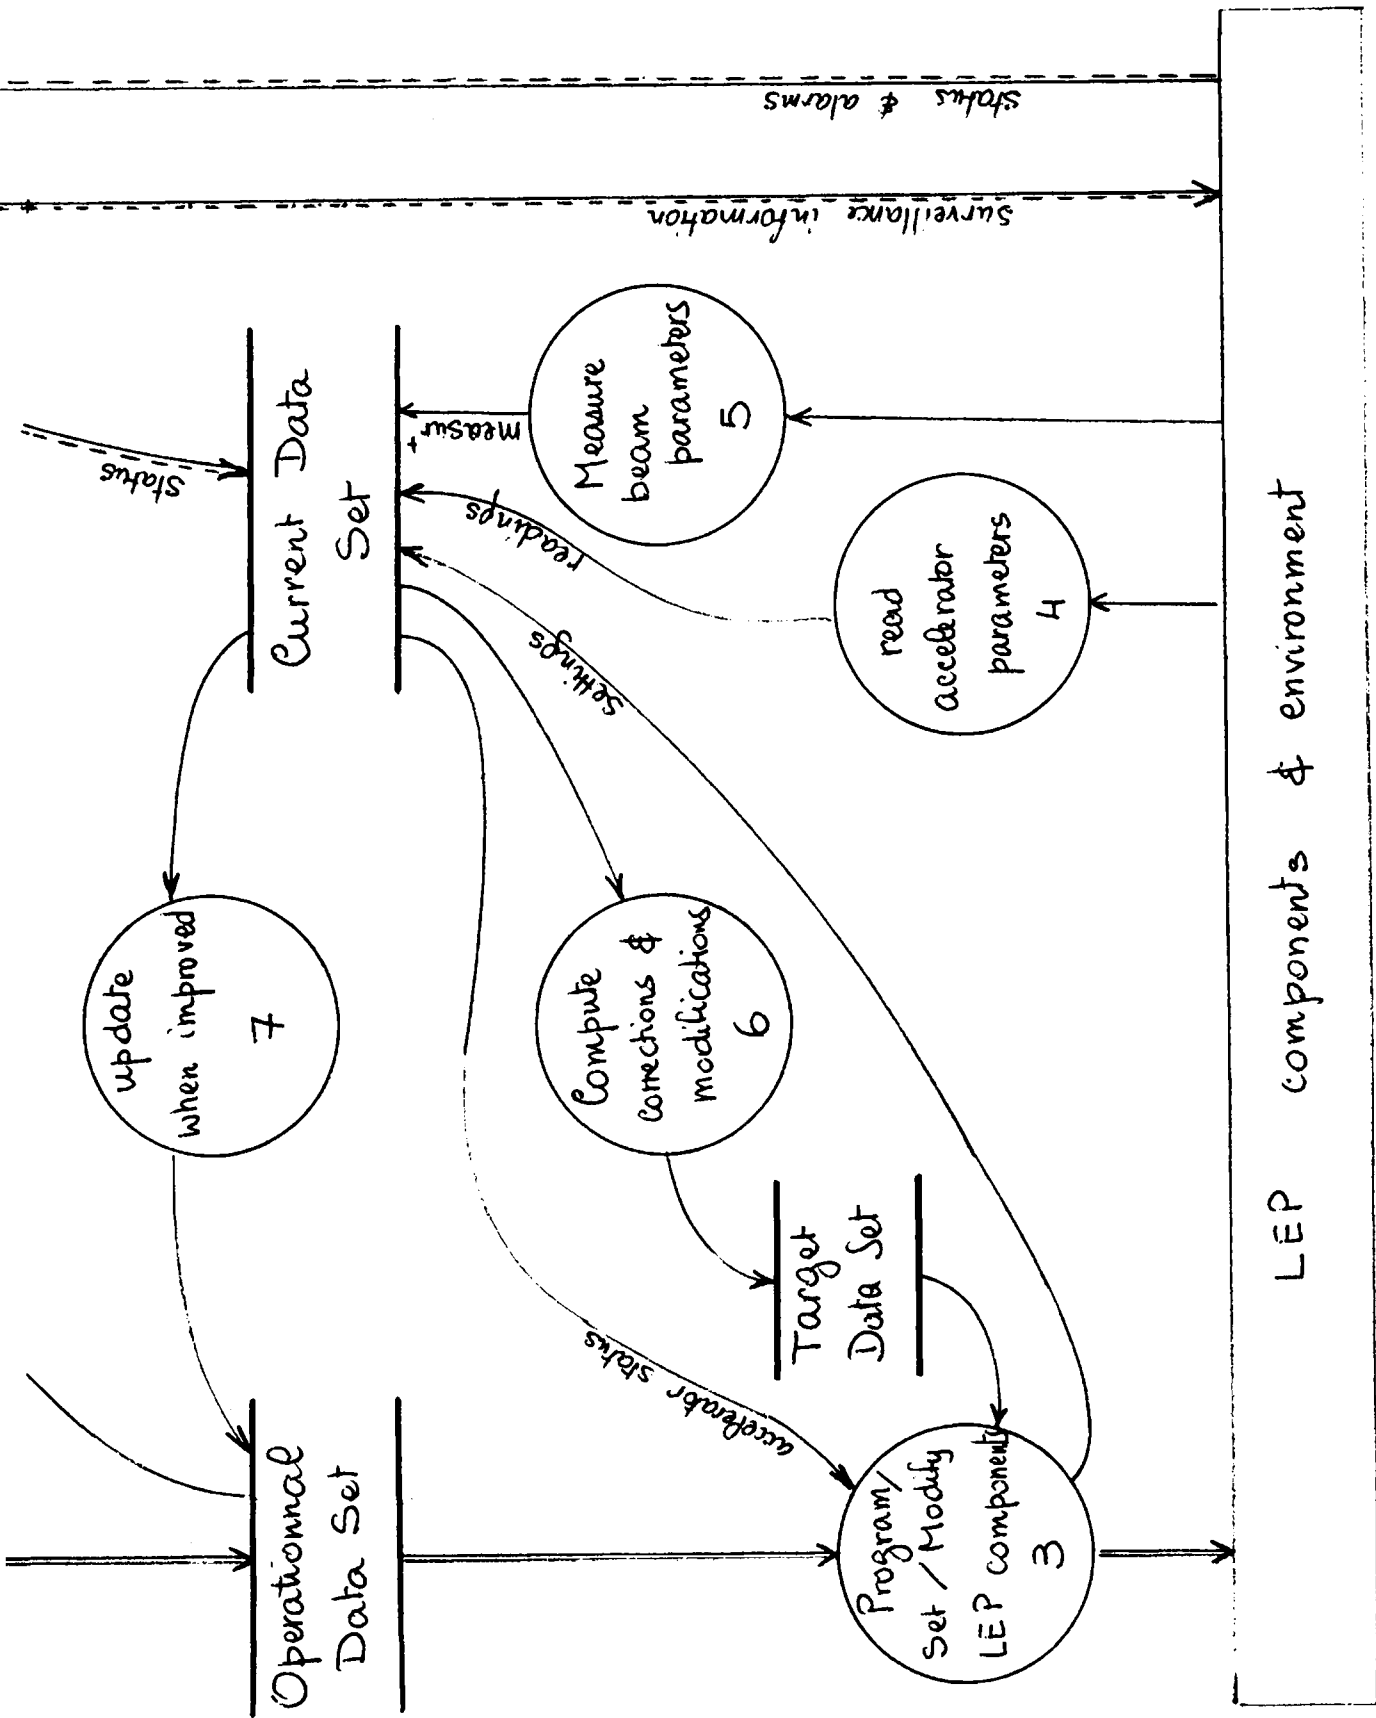 status & alarms
surveillance information
status
Current Data
Set
measur
t
readings
settings
Measure
beam
parameters
5
read
accelerator
parameters
4
update
when improved
7
Compute
corrections &
modifications
6
Target
Data Set
accelerator status
Operationnal
Data Set
Program/
Set / Modify
LEP components
3
LEP components & environment